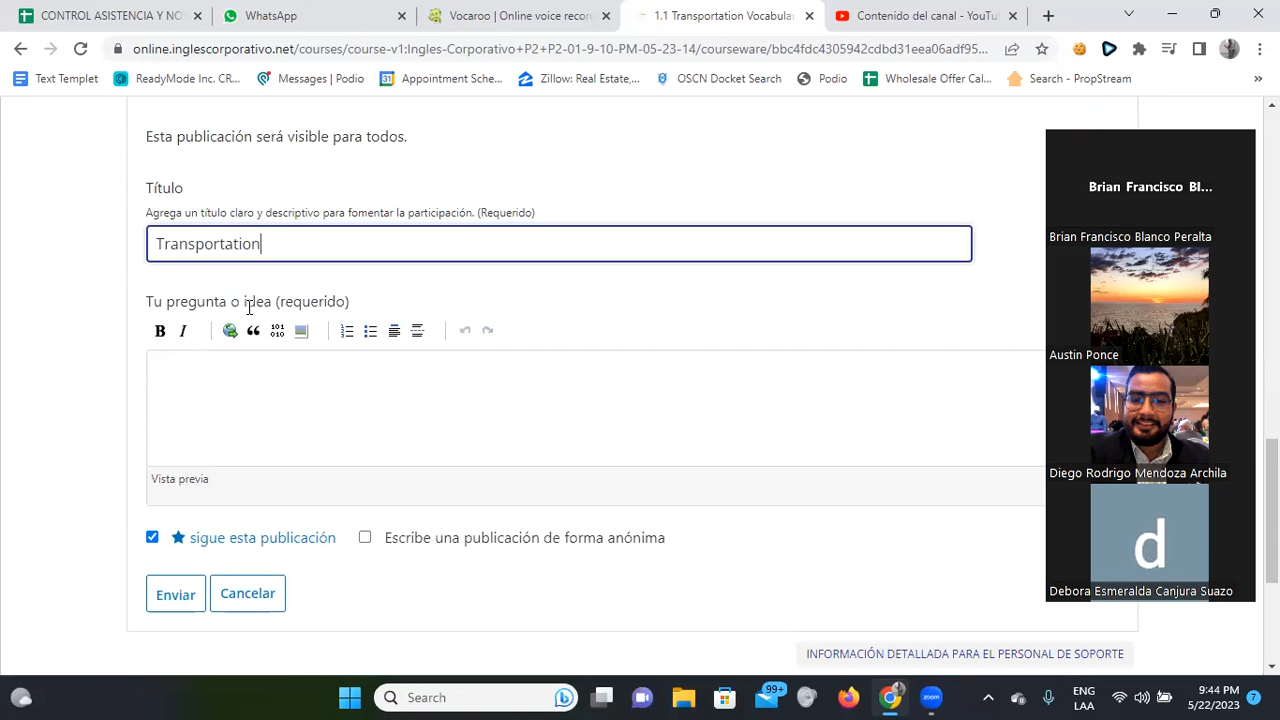 CONTROL ASISTENCIA Y NO
WhatsApp
Vocaroo | Online voice recor
1.1 Transportation Vocabular
Contenido del canal - YouTu
online.inglescorporativo.net/courses/course-v1:Ingles-Corporativo+P2+P2-01-9-10-PM-05-23-14/courseware/bbc4fdc4305942cdbd31eea06adf95...
Text Templet
ReadyMode Inc. CR...
Messages | Podio
Appointment Sche...
Zillow: Real Estate,...
OSCN Docket Search
Podio
Wholesale Offer Cal...
Search - PropStream
»
Esta publicación será visible para todos.
Título
Agrega un título claro y descriptivo para fomentar la participación. (Requerido)
Transportation
Tu pregunta o idea (requerido)
B I
Vista previa
sigue esta publicación
Escribe una publicación de forma anónima
Enviar
Cancelar
INFORMACIÓN DETALLADA PARA EL PERSONAL DE SOPORTE
Brian Francisco Bl...
Brian Francisco Blanco Peralta
Austin Ponce
Diego Rodrigo Mendoza Archila
d
Debora Esmeralda Canjura Suazo
Search
99+
ENG
LAA
9:44 PM
5/22/2023
7